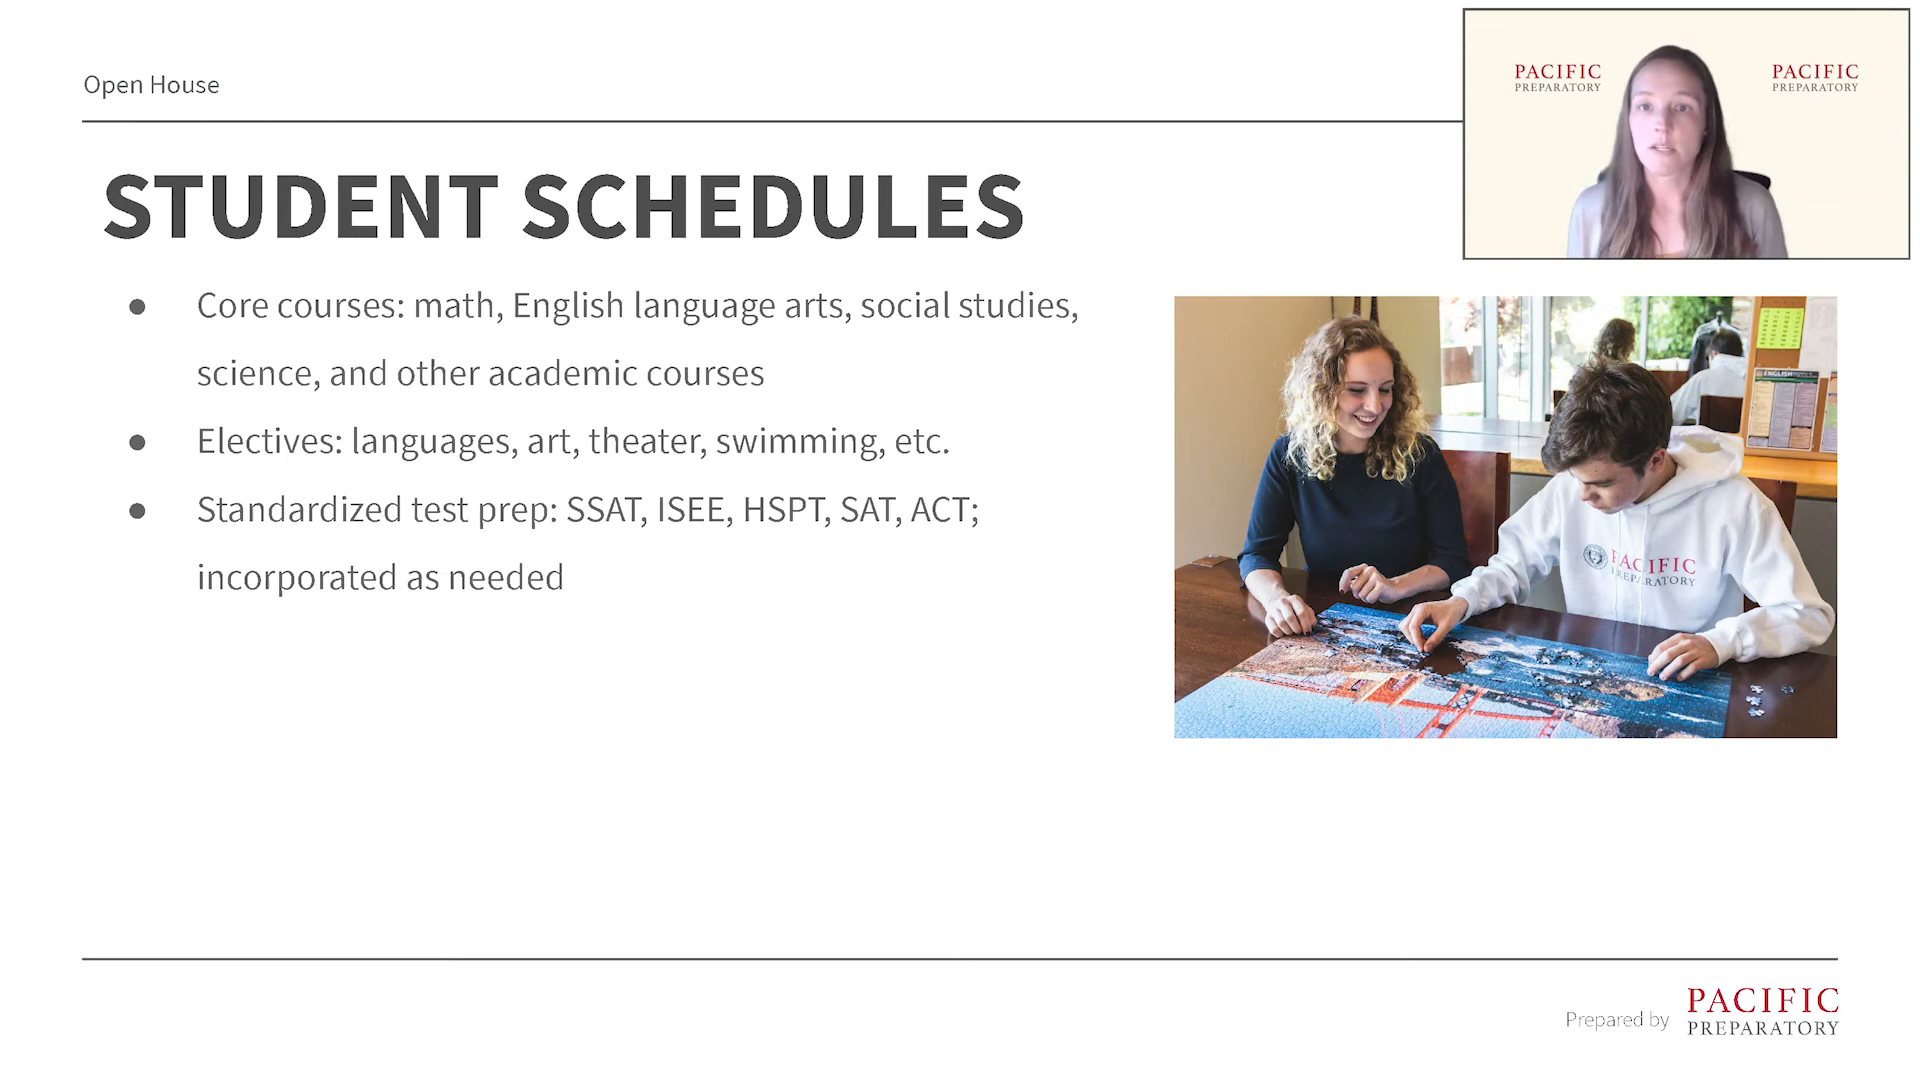 Open House
PACIFIC
PREPARATORY
PACIFIC
PREPARATORY
STUDENT SCHEDULES
● Core courses: math, English language arts, social studies,
science, and other academic courses
● Electives: languages, art, theater, swimming, etc.
● Standardized test prep: SSAT, ISEE, HSPT, SAT, ACT;
incorporated as needed
ENGLISH
PACIFIC
PREPARATORY
Prepared by
PACIFIC
PREPARATORY